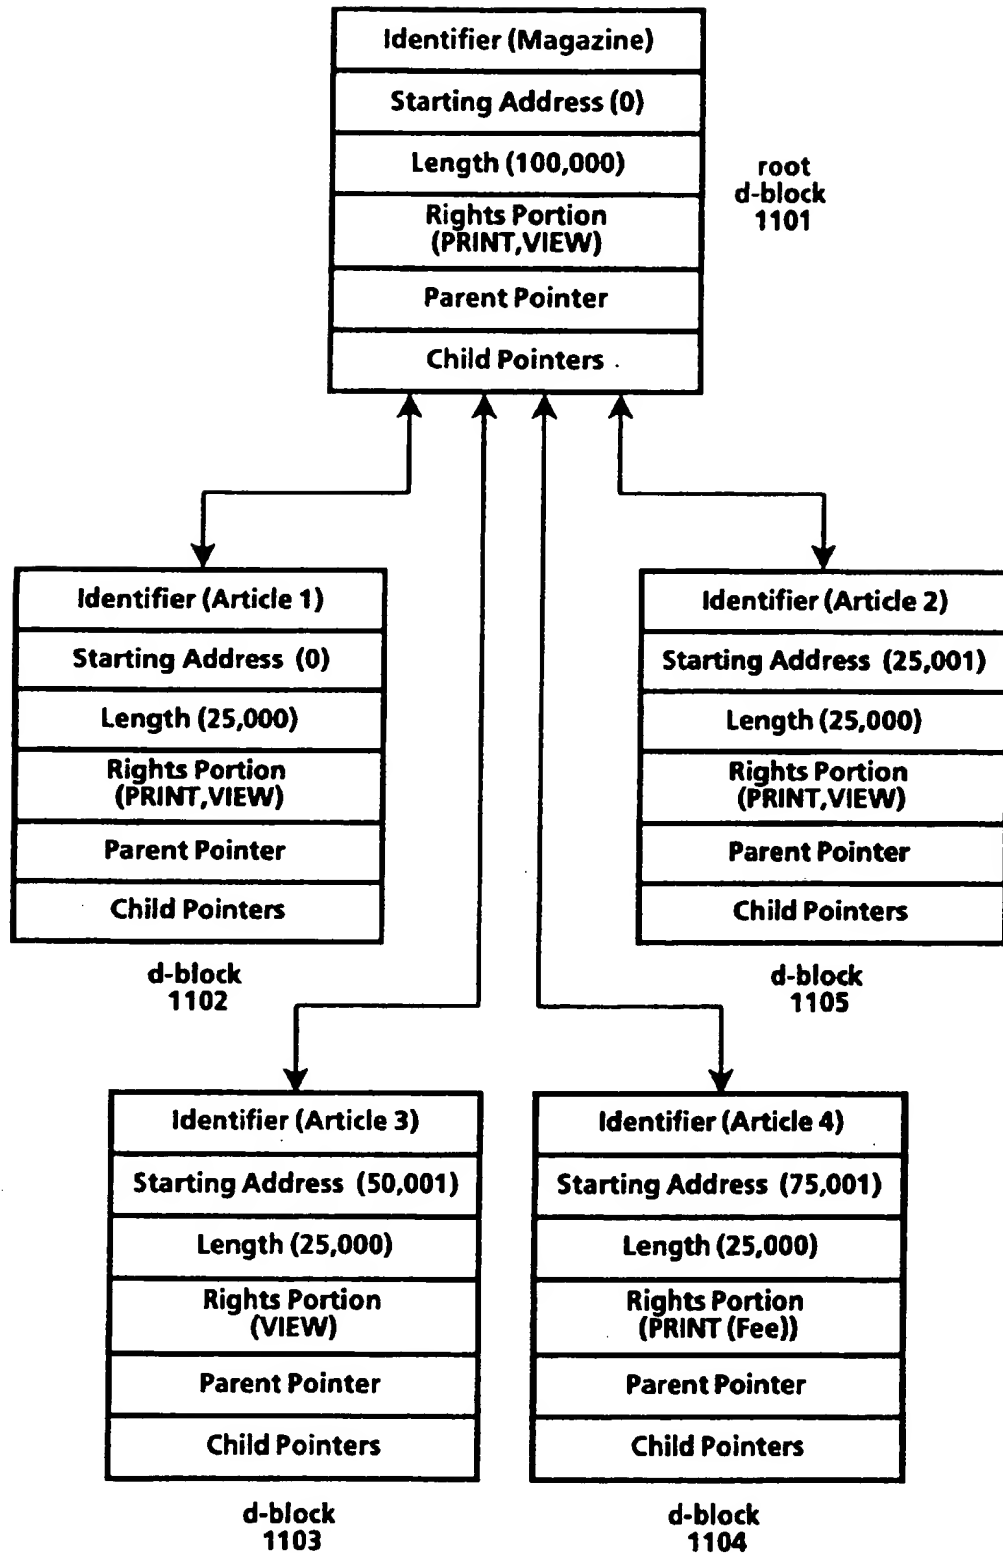 Identifier (Magazine)
Starting Address (0)
Length (100,000)
Rights Portion
(PRINT,VIEW)
Parent Pointer
Child Pointers
root
d-block
1101
Identifier (Article 1)
Starting Address (0)
Length (25,000)
Rights Portion
(PRINT,VIEW)
Parent Pointer
Child Pointers
d-block
1102
Identifier (Article 2)
Starting Address (25,001)
Length (25,000)
Rights Portion
(PRINT,VIEW)
Parent Pointer
Child Pointers
d-block
1105
Identifier (Article 3)
Starting Address (50,001)
Length (25,000)
Rights Portion
(VIEW)
Parent Pointer
Child Pointers
d-block
1103
Identifier (Article 4)
Starting Address (75,001)
Length (25,000)
Rights Portion
(PRINT (Fee))
Parent Pointer
Child Pointers
d-block
1104